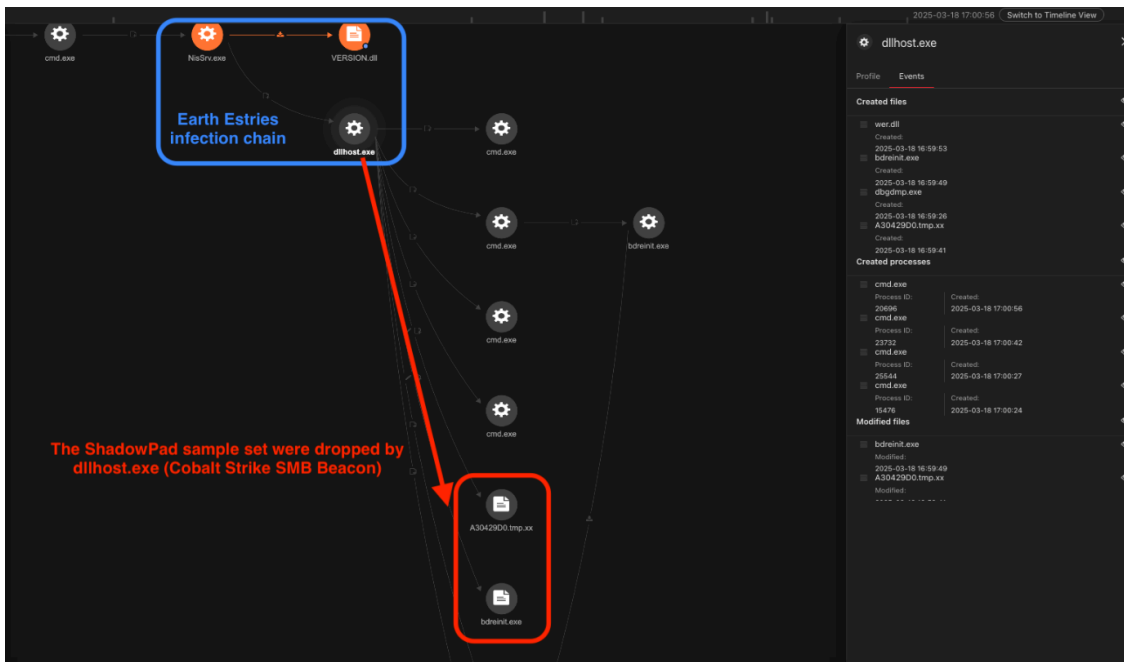 2025-03-18 17:00:56 Switch to Timeline View
cmd.exe
NisSrv.exe
VERSION.dll
Earth Estries
infection chain
dllhost.exe
cmd.exe
cmd.exe
bdreinit.exe
cmd.exe
cmd.exe
The ShadowPad sample set were dropped by
dllhost.exe (Cobalt Strike SMB Beacon)
A30429D0.tmp.xx
bdreinit.exe
dllhost.exe
Profile Events
Created files
wer.dll
Created:
2025-03-18 16:59:53
bdreinit.exe
Created:
2025-03-18 16:59:49
dbgdmp.exe
Created:
2025-03-18 16:59:26
A30429D0.tmp.xx
Created:
2025-03-18 16:59:41
Created processes
cmd.exe
Process ID: Created:
20696 2025-03-18 17:00:56
cmd.exe
Process ID: Created:
23732 2025-03-18 17:00:42
cmd.exe
Process ID: Created:
25544 2025-03-18 17:00:27
cmd.exe
Process ID: Created:
15476 2025-03-18 17:00:24
Modified files
bdreinit.exe
Modified:
2025-03-18 16:59:49
A30429D0.tmp.xx
Modified: